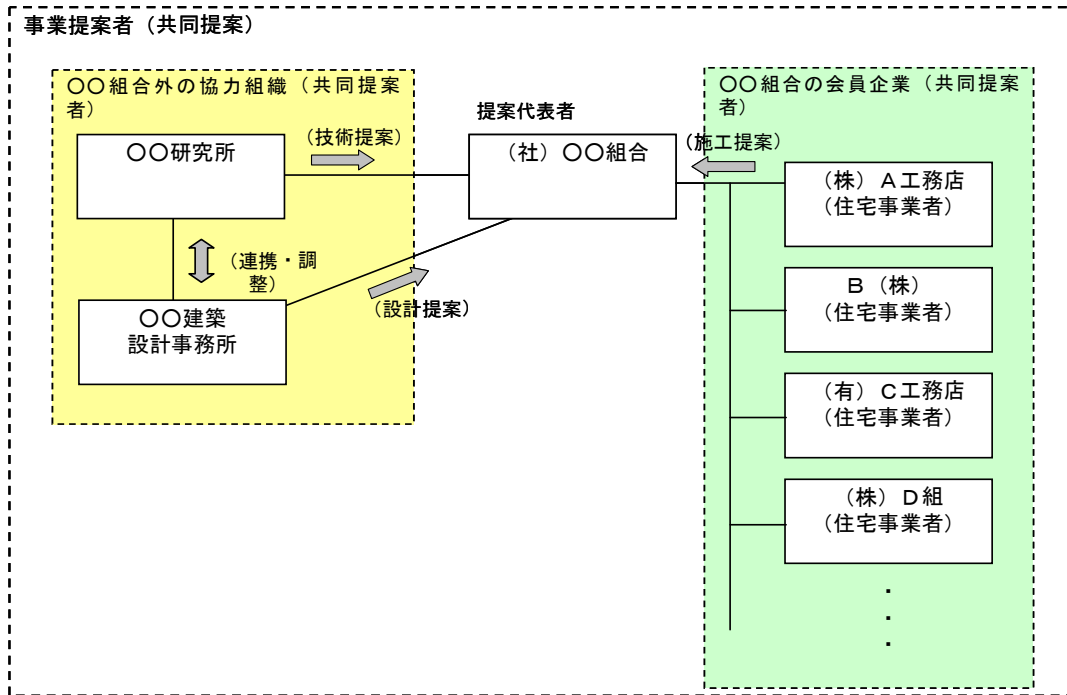 事業提案者（共同提案）
〇〇組合外の協力組織（共同提案
者）
〇〇研究所
（技術提案）
（連携・調
整）
〇〇建築
設計事務所
（設計提案）
提案代表者
（社）〇〇組合
〇〇組合の会員企業（共同提案
者）
（施工提案）
（株）Ａ工務店
（住宅事業者）
Ｂ（株）
（住宅事業者）
（有）Ｃ工務店
（住宅事業者）
（株）Ｄ組
（住宅事業者）
・
・
・